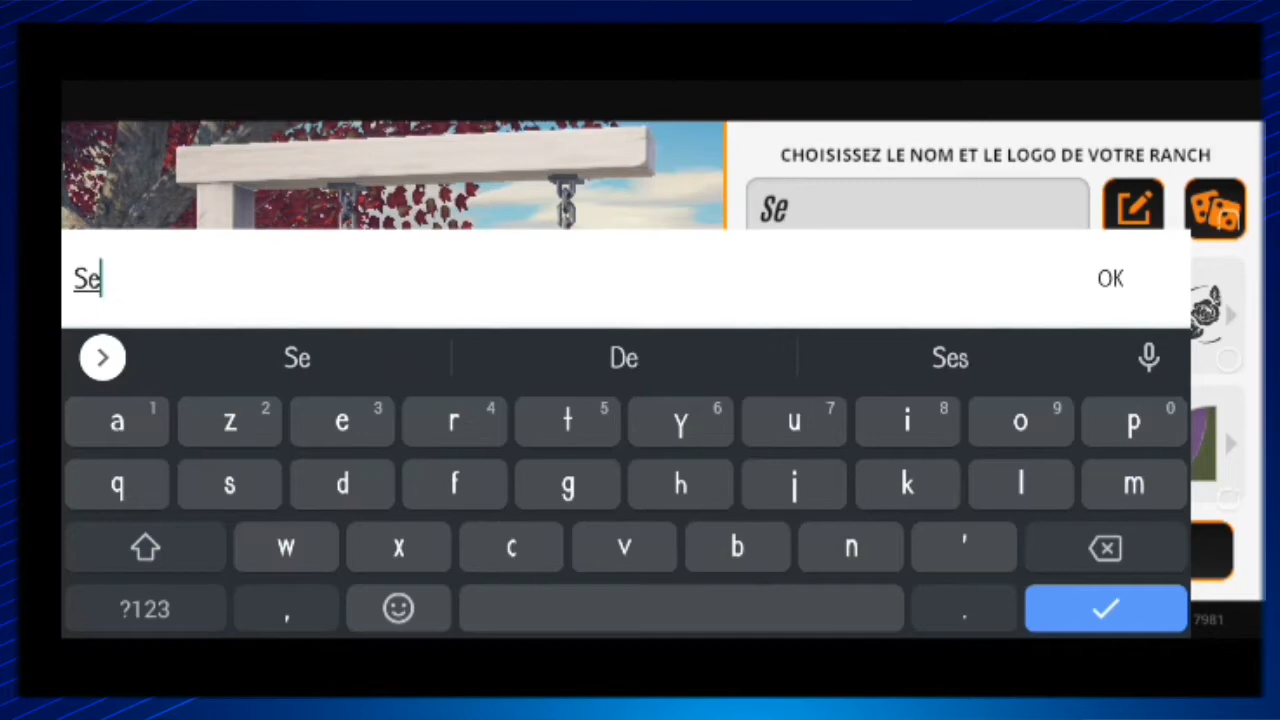 CHOISISSEZ LE NOM ET LE LOGO DE VOTRE RANCH
Se
Se OK
Se De Ses
a 1 z 2 e 3 r 4 t 5 y 6 u 7 i 8 o 9 p 0
q s d f g h j k l m
w x c v b n '
?123 , .
7981